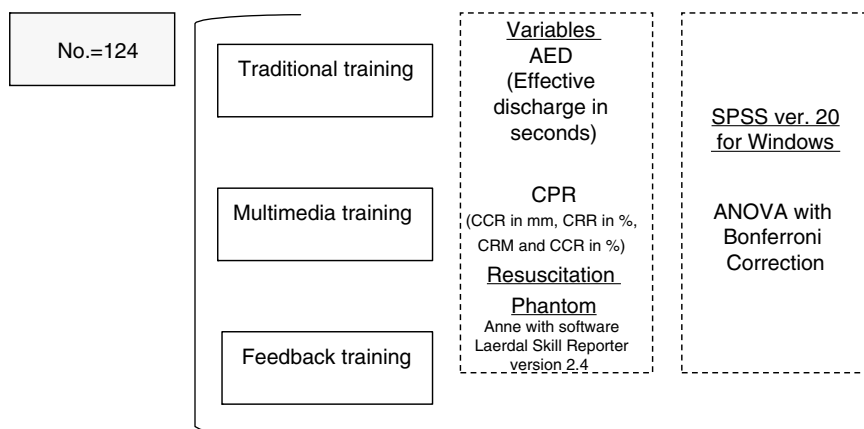 No.=124
Traditional training
Multimedia training
Feedback training
Variables
AED
(Effective
discharge in
seconds)
CPR
(CCR in mm, CRR in %,
CRM and CCR in %)
Resuscitation
Phantom
Anne with software
Laerdal Skill Reporter
version 2.4
SPSS ver. 20
for Windows
ANOVA with
Bonferroni
Correction